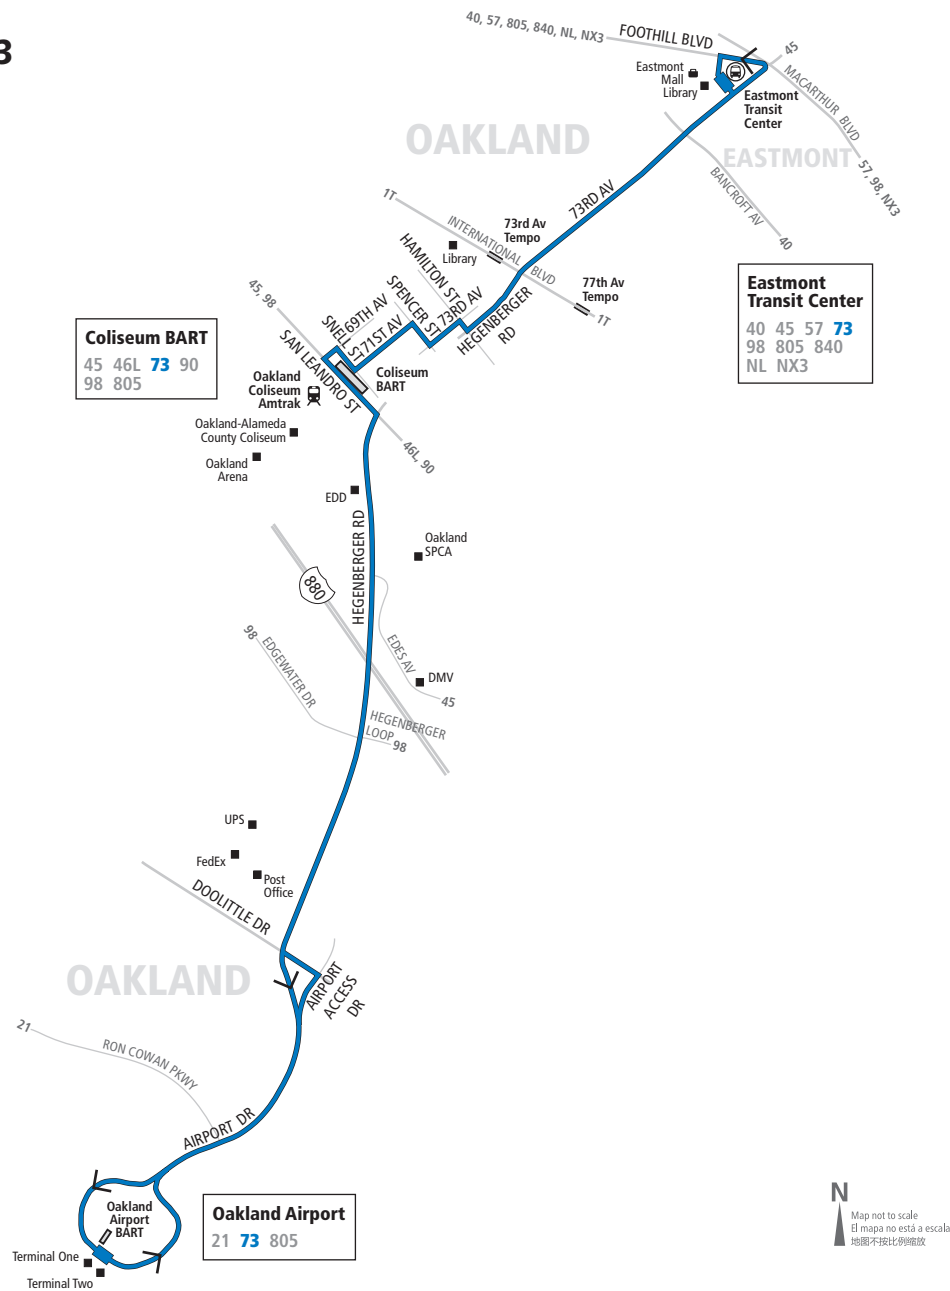 3
40, 57, 805, 840, NL, NX3
FOOTHILL BLVD
45
MACARTHUR BLVD
57, 98, NX3
Eastmont
Mall
Library
Eastmont
Transit
Center
OAKLAND
EASTMONT
BANCROFT AV
40
73RD AV
1T
INTERNATIONAL BLVD
73rd Av
Tempo
Library
77th Av
Tempo
1T
HAMILTON ST
73RD AV
HEGENBERGER
RD
SPENCER ST
45, 98
69TH AV
SNELL ST
71ST AV
SAN LEANDRO ST
Eastmont
Transit Center
40 45 57 73
98 805 840
NL NX3
Coliseum BART
45 46L 73 90
98 805
Coliseum
BART
Oakland
Coliseum
Amtrak
Oakland-Alameda
County Coliseum
Oakland
Arena
46L, 90
EDD
HEGENBERGER RD
Oakland
SPCA
880
98
EDGEWATER DR
EDES AV
DMV
45
HEGENBERGER
LOOP
98
UPS
FedEx
Post
Office
DOOLITTLE DR
OAKLAND
AIRPORT
ACCESS
DR
21
RON COWAN PKWY
AIRPORT DR
Oakland
Airport
BART
Terminal One
Terminal Two
Oakland Airport
21 73 805
N
Map not to scale
El mapa no está a escala
地图不按比例缩放